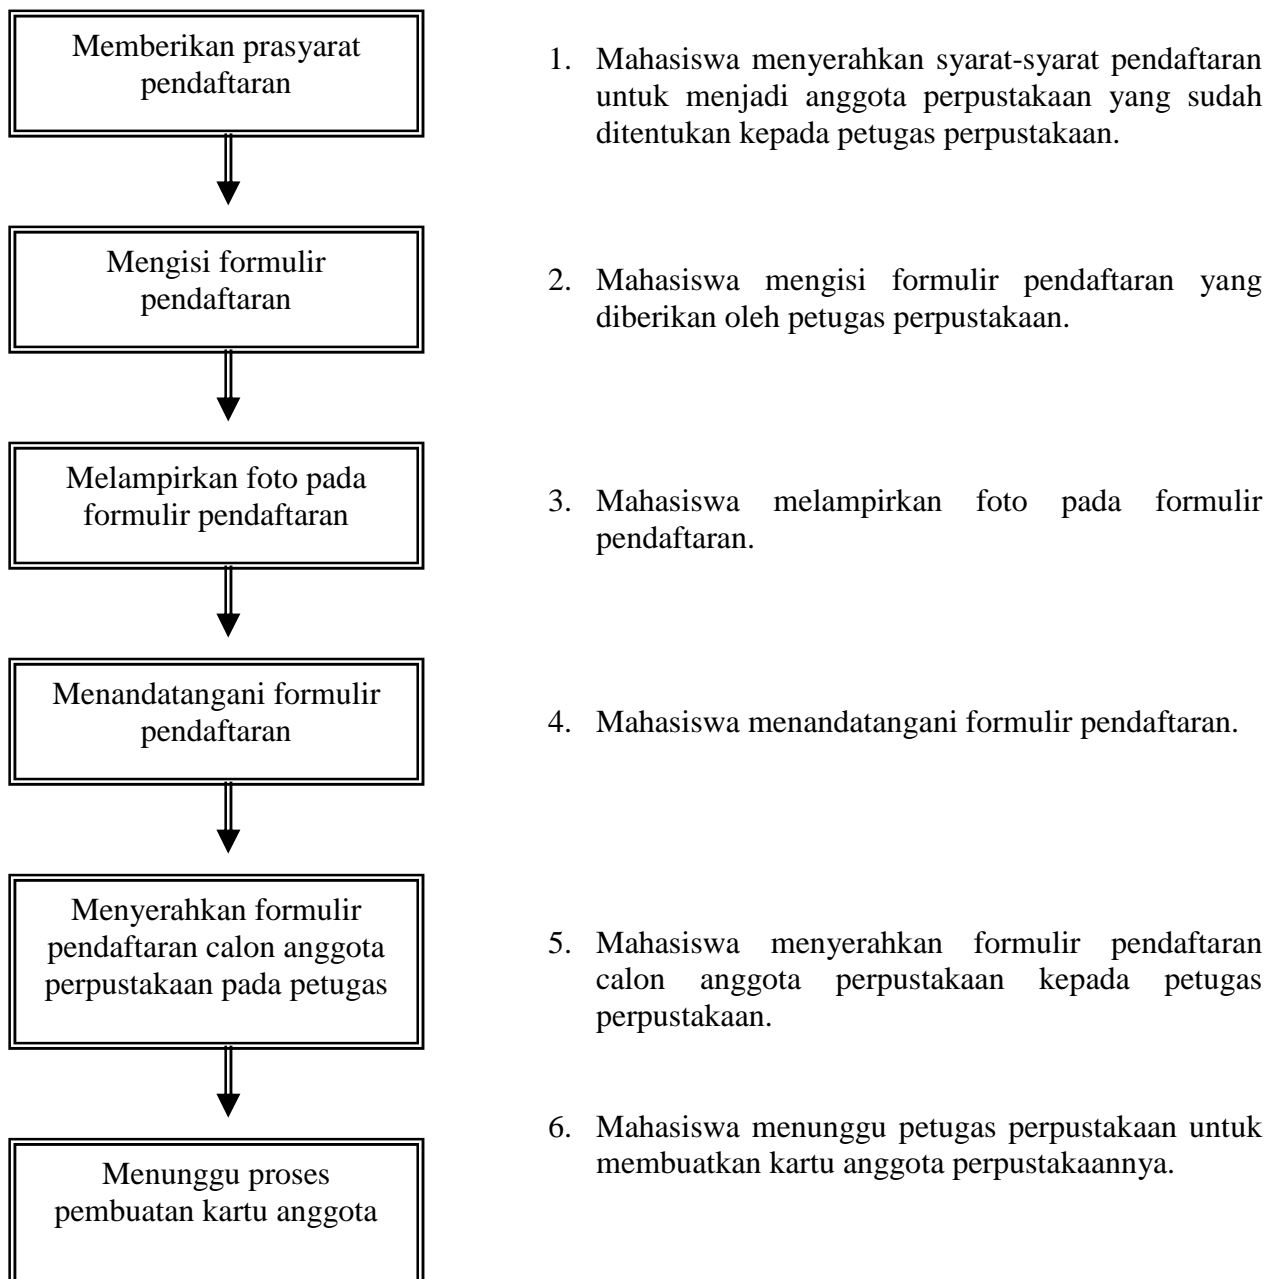 Memberikan prasyarat
pendaftaran
1. Mahasiswa menyerahkan syarat-syarat pendaftaran
untuk menjadi anggota perpustakaan yang sudah
ditentukan kepada petugas perpustakaan.
Mengisi formulir
pendaftaran
2. Mahasiswa mengisi formulir pendaftaran yang
diberikan oleh petugas perpustakaan.
Melampirkan foto pada
formulir pendaftaran
3. Mahasiswa melampirkan foto pada formulir
pendaftaran.
Menandatangani formulir
pendaftaran
4. Mahasiswa menandatangani formulir pendaftaran.
Menyerahkan formulir
pendaftaran calon anggota
perpustakaan pada petugas
5. Mahasiswa menyerahkan formulir pendaftaran
calon anggota perpustakaan kepada petugas
perpustakaan.
Menunggu proses
pembuatan kartu anggota
6. Mahasiswa menunggu petugas perpustakaan untuk
membuatkan kartu anggota perpustakaannya.